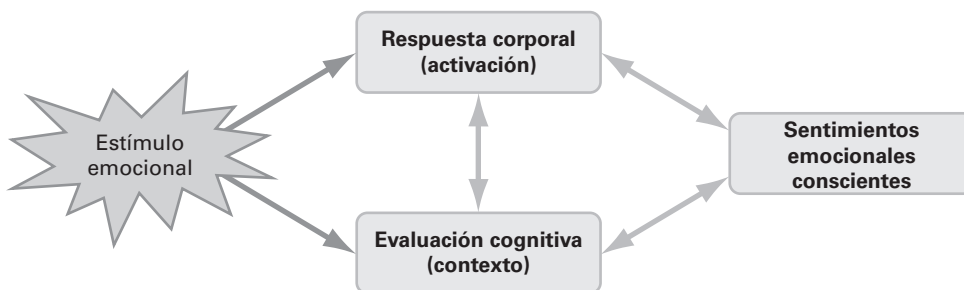 Respuesta corporal
(activación)
Estímulo
emocional
Sentimientos
emocionales
conscientes
Evaluación cognitiva
(contexto)